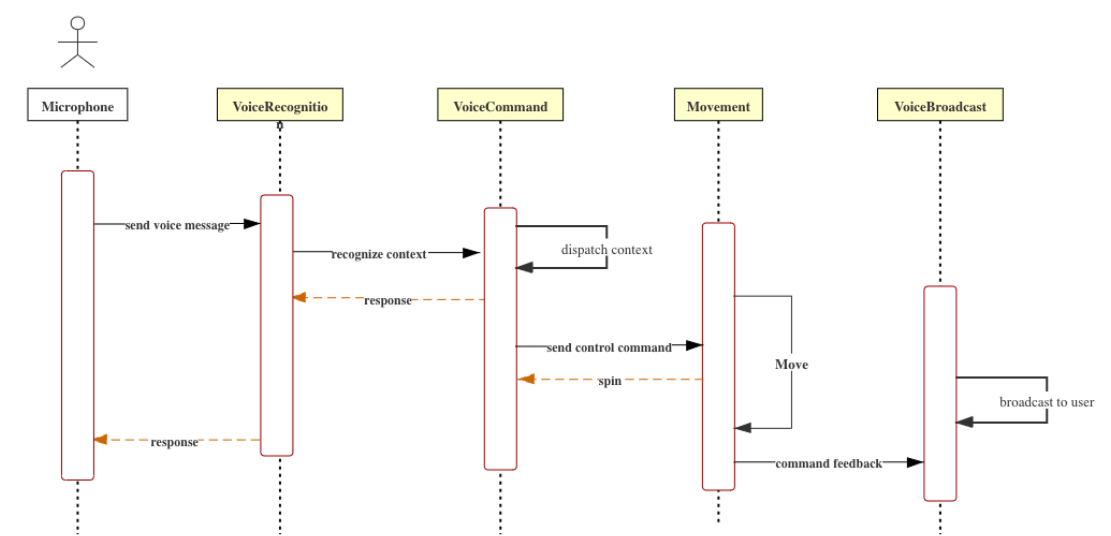 Microphone
VoiceRecognitio
n
VoiceCommand
Movement
VoiceBroadcast
send voice message
recognize context
dispatch context
response
send control command
Move
spin
broadcast to user
response
command feedback